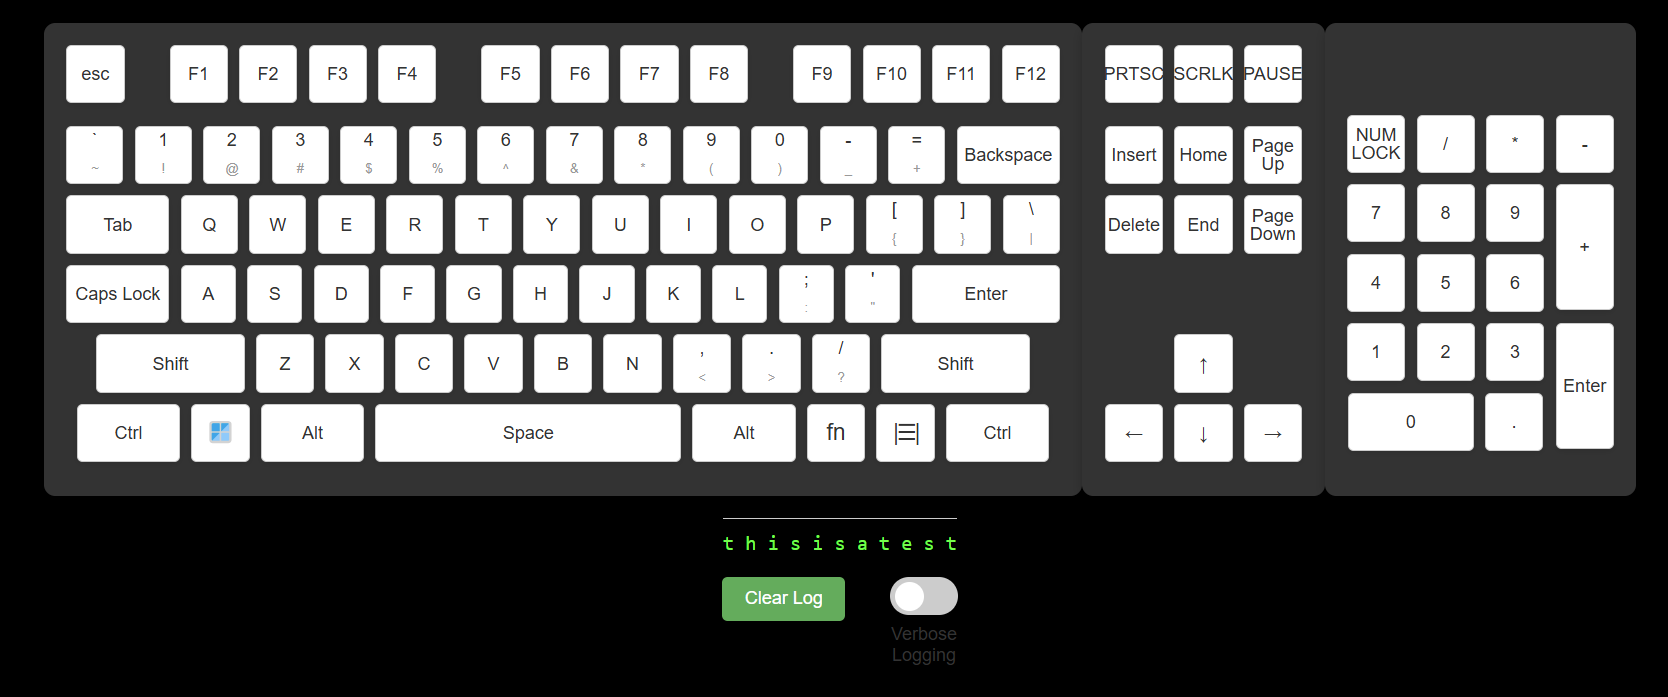 esc F1 F2 F3 F4 F5 F6 F7 F8 F9 F10 F11 F12 PRTSC SCRLK PAUSE
` 1 2 3 4 5 6 7 8 9 0 - = Backspace Insert Home Page Up NUM LOCK / * -
~ ! @ # $ % ^ & * ( ) _ +
Tab Q W E R T Y U I O P [ ] \ Delete End Page Down 7 8 9 +
{ } |
Caps Lock A S D F G H J K L ; ' Enter 4 5 6
: "
Shift Z X C V B N , . / Shift ↑ 1 2 3 Enter
< > ?
Ctrl Alt Space Alt fn Ctrl ← ↓ → 0 .
t h i s i s a t e s t
Clear Log
Verbose
Logging